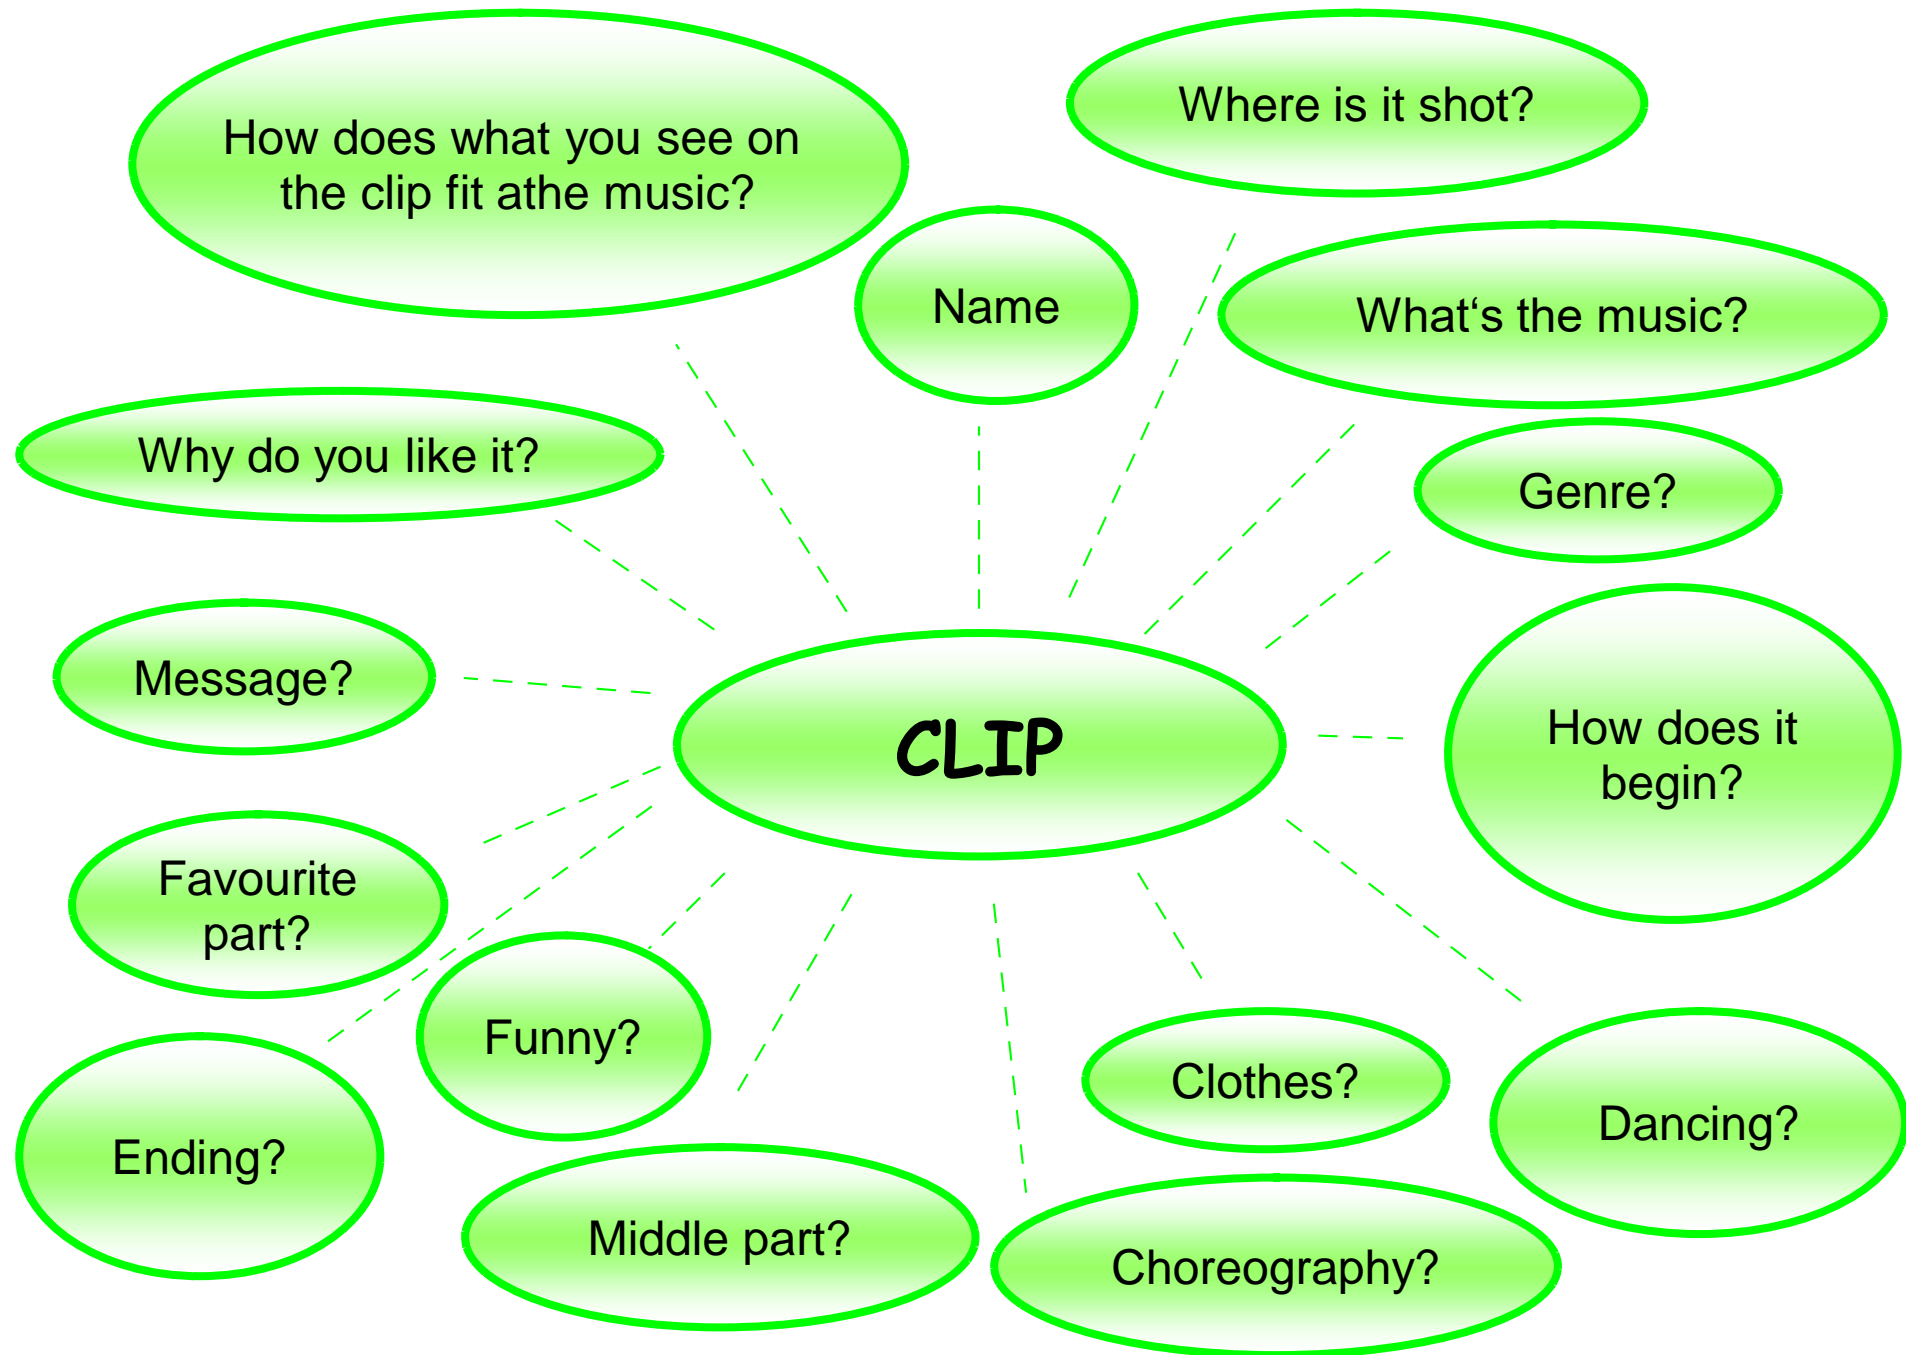 How does what you see on
the clip fit athe music?
Where is it shot?
Name
What‘s the music?
Why do you like it?
Genre?
Message?
CLIP
How does it
begin?
Favourite
part?
Funny?
Clothes?
Dancing?
Ending?
Middle part?
Choreography?